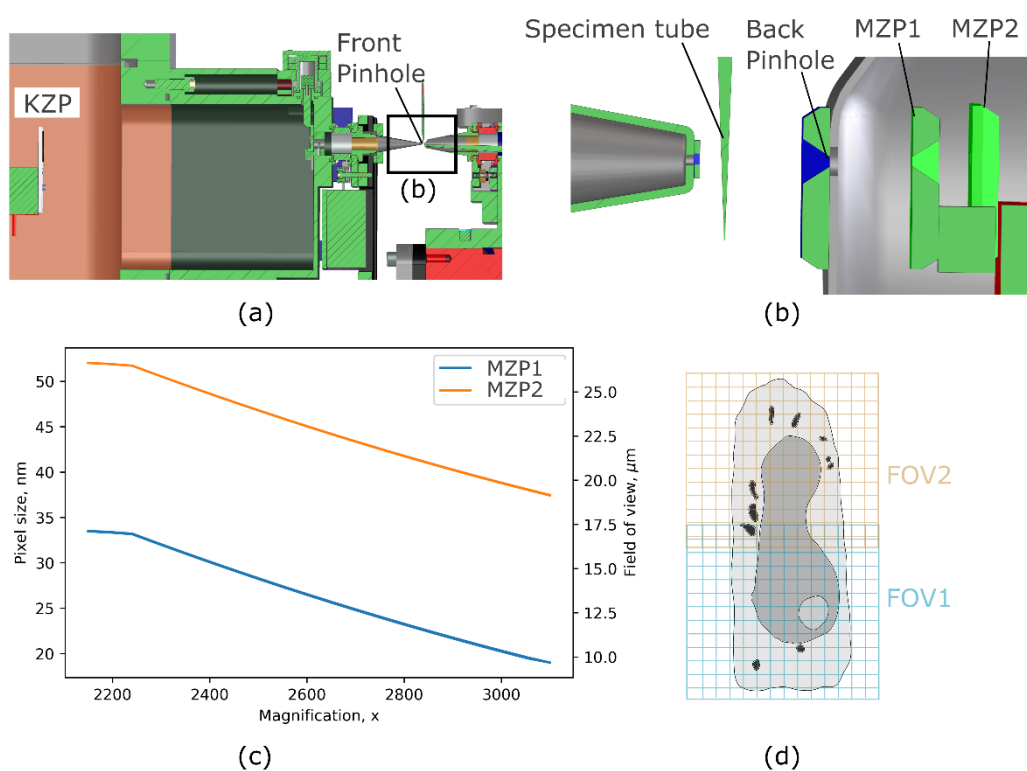 KZP
Front
Pinhole
(b)
(a)
Specimen tube
Back
Pinhole
MZP1
MZP2
(b)
Pixel size, nm
50
45
40
35
30
25
20
MZP1
MZP2
25.0
22.5
20.0
17.5
15.0
12.5
10.0
Field of view, μm
2200
2400
2600
2800
3000
Magnification, x
(c)
FOV2
FOV1
(d)